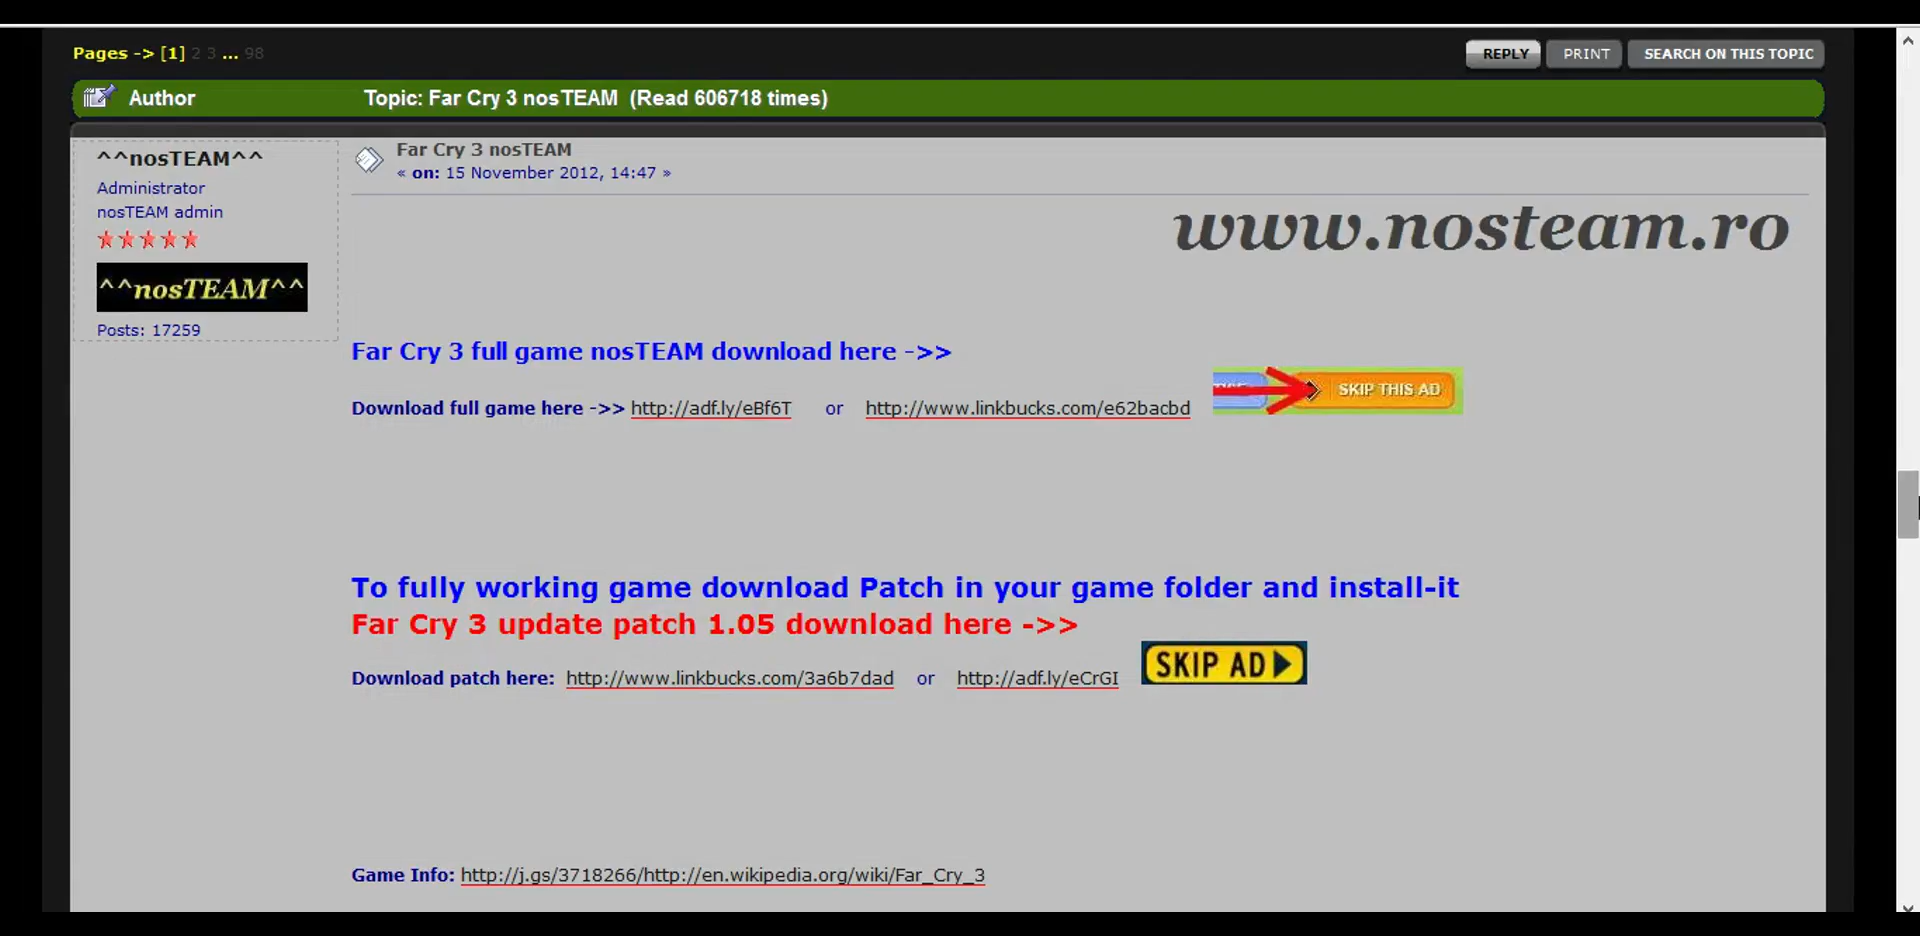 Pages -> [1] 2 3 ... 98
REPLY PRINT SEARCH ON THIS TOPIC
Author Topic: Far Cry 3 nosTEAM (Read 606718 times)
^^nosTEAM^^
Administrator
nosTEAM admin
^^nosTEAM^^
Posts: 17259
Far Cry 3 nosTEAM
« on: 15 November 2012, 14:47 »
www.nosteam.ro
Far Cry 3 full game nosTEAM download here ->>
Download full game here ->> http://adf.ly/eBf6T or http://www.linkbucks.com/e62bacbd SKIP THIS AD
To fully working game download Patch in your game folder and install-it
Far Cry 3 update patch 1.05 download here ->>
Download patch here: http://www.linkbucks.com/3a6b7dad or http://adf.ly/eCrGI SKIP AD
Game Info: http://j.gs/3718266/http://en.wikipedia.org/wiki/Far_Cry_3